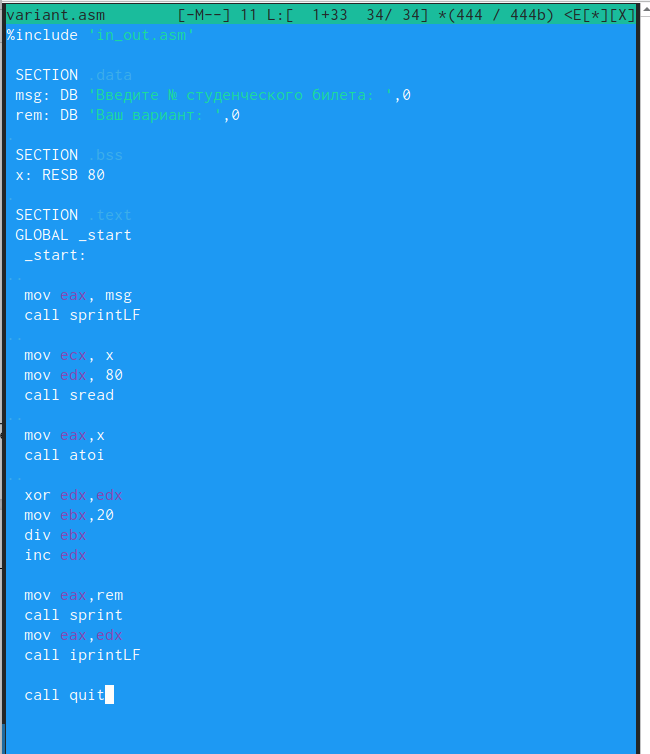 variant.asm [-M--] 11 L:[ 1+33 34/ 34] *(444 / 444b) <E[*][X]
%include 'in_out.asm'
SECTION .data
msg: DB 'Введите № студенческого билета: ',0
rem: DB 'Ваш вариант: ',0
SECTION .bss
x: RESB 80
SECTION .text
GLOBAL _start
_start:
mov eax, msg
call sprintLF
mov ecx, x
mov edx, 80
call sread
mov eax,x
call atoi
xor edx,edx
mov ebx,20
div ebx
inc edx
mov eax,rem
call sprint
mov eax,edx
call iprintLF
call quit